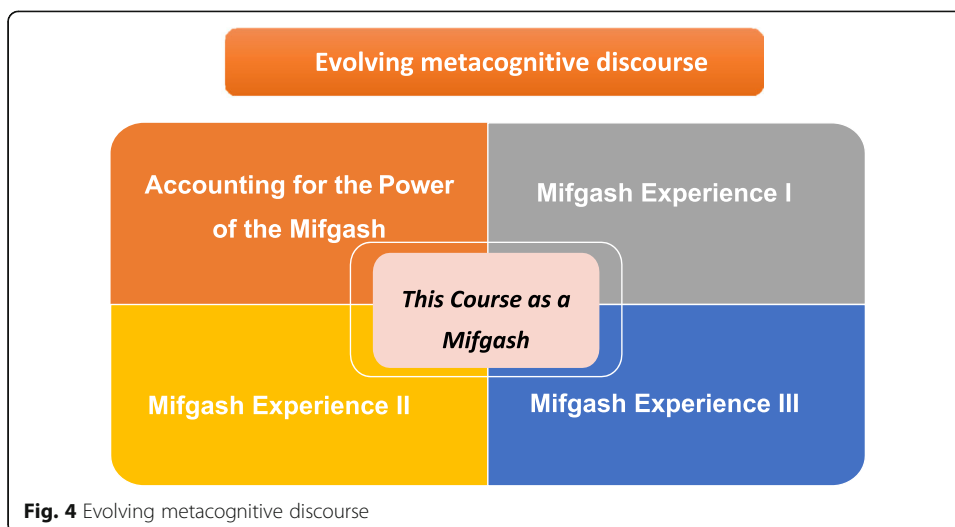 Evolving metacognitive discourse
Accounting for the Power
of the Mifgash
Mifgash Experience I
This Course as a
Mifgash
Mifgash Experience II
Mifgash Experience III
Fig. 4 Evolving metacognitive discourse